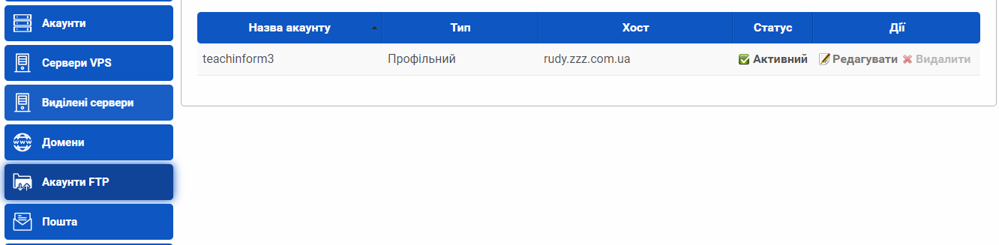 Акаунти
Сервери VPS
Виділені сервери
Домени
Акаунти FTP
Пошта
Назва акаунту Тип Хост Статус Дії
teachinform3 Профільний rudy.zzz.com.ua Активний Редагувати Видалити